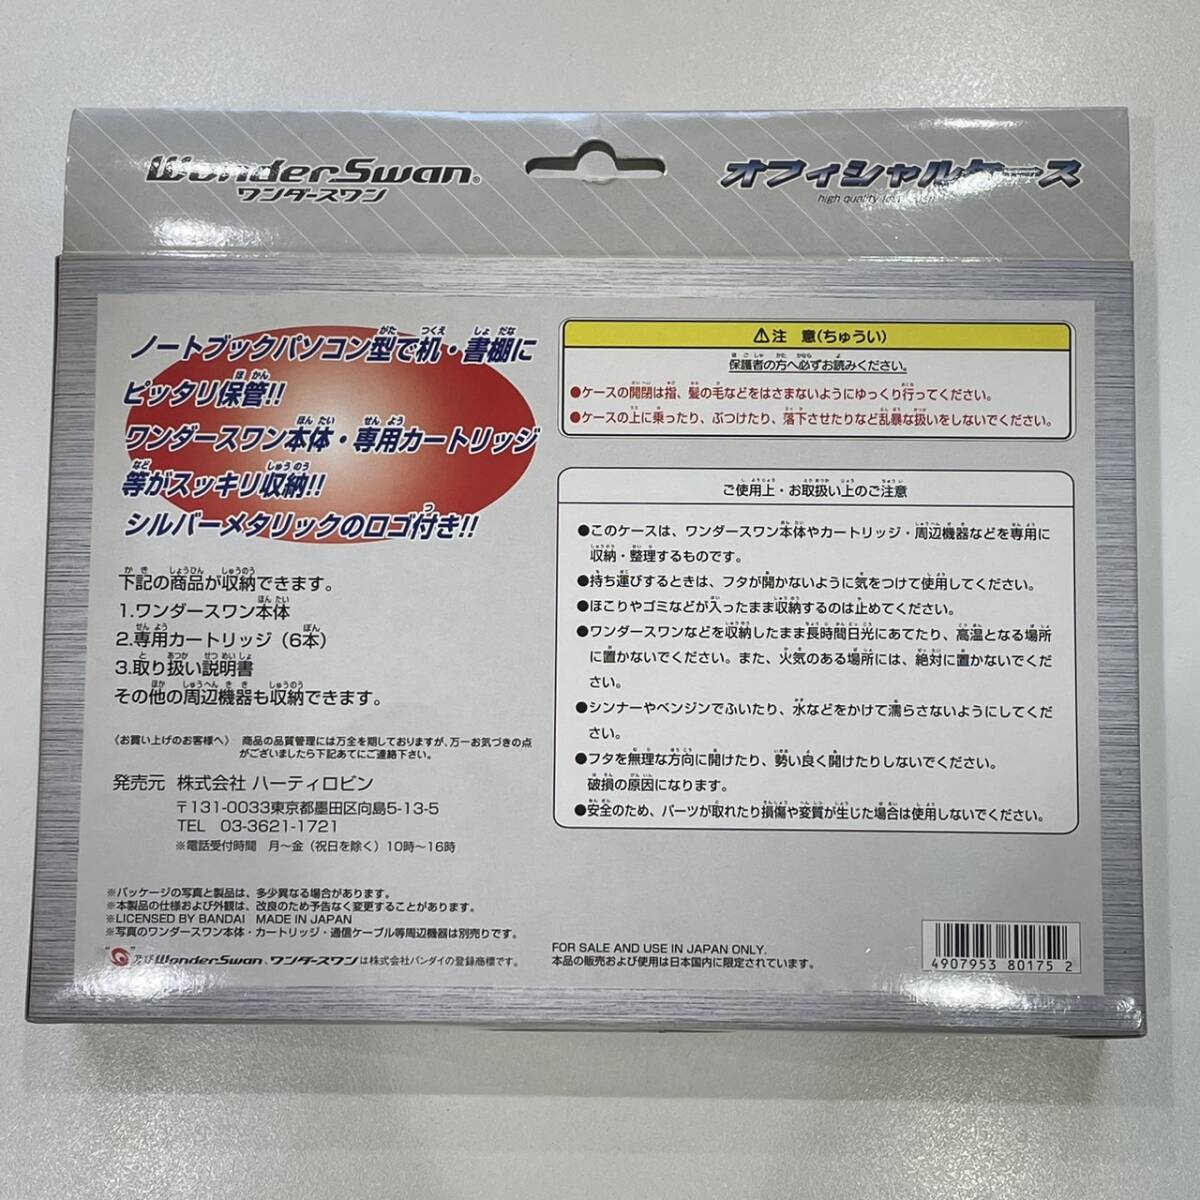 WonderSwan®
ワンダースワン
オフィシャルケース
high quality
ノートブックパソコン型で机・書棚に
ピッタリ保管!!
ワンダースワン本体・専用カートリッジ
等がスッキリ収納!!
シルバーメタリックのロゴ付き!!
下記の商品が収納できます。
1.ワンダースワン本体
2.専用カートリッジ（6本）
3.取り扱い説明書
その他の周辺機器も収納できます。
〈お買い上げのお客様へ〉 商品の品質管理には万全を期しておりますが、万一お気づきの点
がございましたら下記あてにご連絡下さい。
発売元 株式会社 ハーティロビン
〒131-0033東京都墨田区向島5-13-5
TEL 03-3621-1721
※電話受付時間 月〜金（祝日を除く）10時〜16時
※パッケージの写真と製品は、多少異なる場合があります。
※本製品の仕様および外観は、改良のため予告なく変更することがあります。
※LICENSED BY BANDAI MADE IN JAPAN
※写真のワンダースワン本体・カートリッジ・通信ケーブル等周辺機器は別売りです。
及び WonderSwan、ワンダースワンは株式会社バンダイの登録商標です。
⚠注 意(ちゅうい)
保護者の方へ必ずお読みください。
●ケースの開閉は指、髪の毛などをはさまないようにゆっくり行ってください。
●ケースの上に乗ったり、ぶつけたり、落下させたりなど乱暴な扱いをしないでください。
ご使用上・お取扱い上のご注意
●このケースは、ワンダースワン本体やカートリッジ・周辺機器などを専用に
収納・整理するものです。
●持ち運びするときは、フタが開かないように気をつけて使用してください。
●ほこりやゴミなどが入ったまま収納するのは止めてください。
●ワンダースワンなどを収納したまま長時間日光にあてたり、高温となる場所
に置かないでください。また、火気のある場所には、絶対に置かないでくだ
さい。
●シンナーやベンジンでふいたり、水などをかけて濡らさないようにしてくだ
さい。
●フタを無理な方向に開けたり、勢い良く開けたりしないでください。
破損の原因になります。
●安全のため、パーツが取れたり損傷や変質が生じた場合は使用しないでください。
FOR SALE AND USE IN JAPAN ONLY.
本品の販売および使用は日本国内に限定されています。
4907953 80175 2